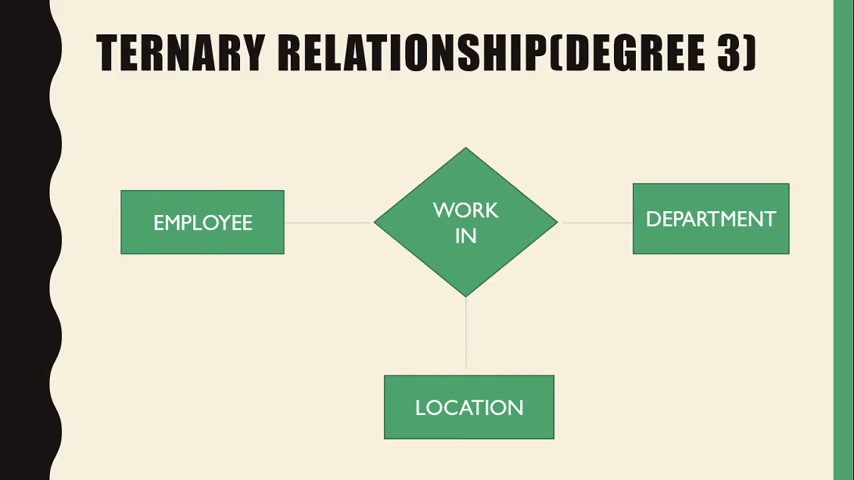 TERNARY RELATIONSHIP(DEGREE 3)
EMPLOYEE
WORK
IN
DEPARTMENT
LOCATION